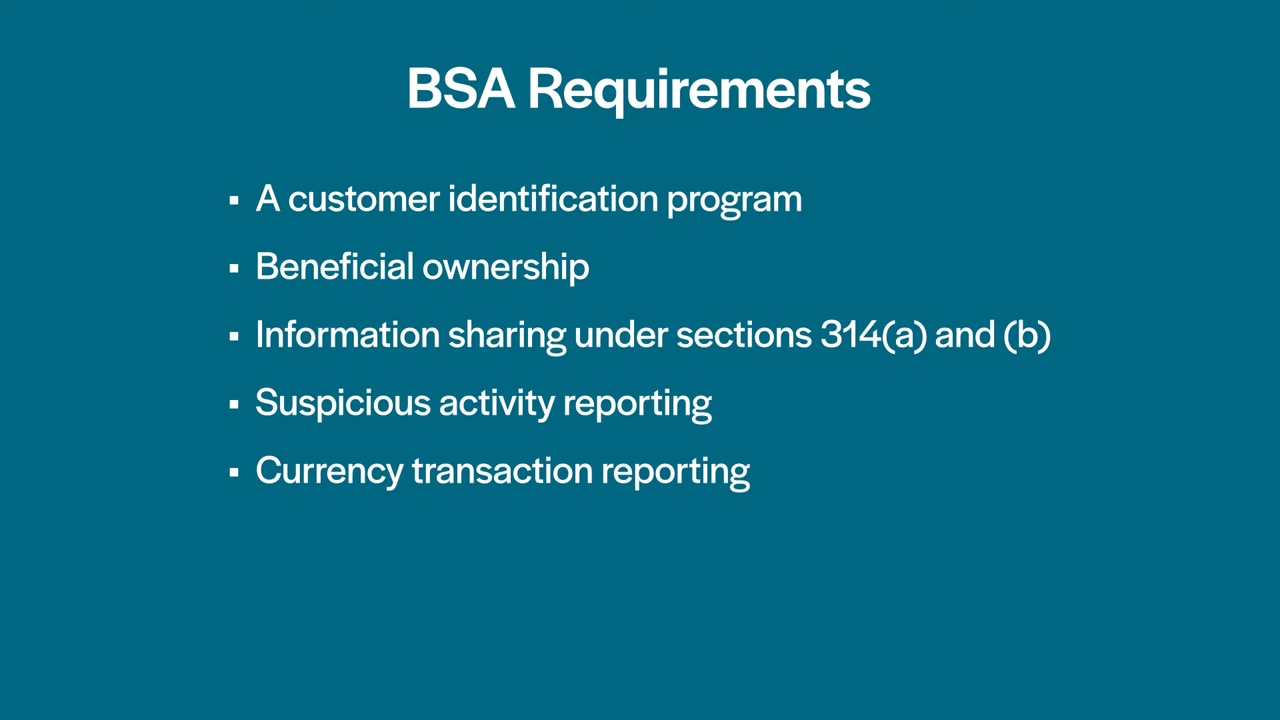 BSA Requirements
▪ A customer identification program
▪ Beneficial ownership
▪ Information sharing under sections 314(a) and (b)
▪ Suspicious activity reporting
▪ Currency transaction reporting